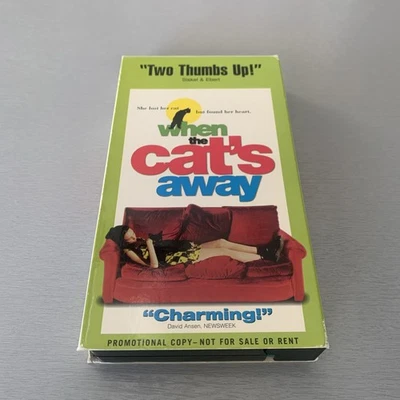 "Two Thumbs Up!"
Siskel & Ebert
She lost her cat but found her heart.
when
the
cat's
away
"Charming!"
David Ansen, NEWSWEEK
PROMOTIONAL COPY—NOT FOR SALE OR RENT